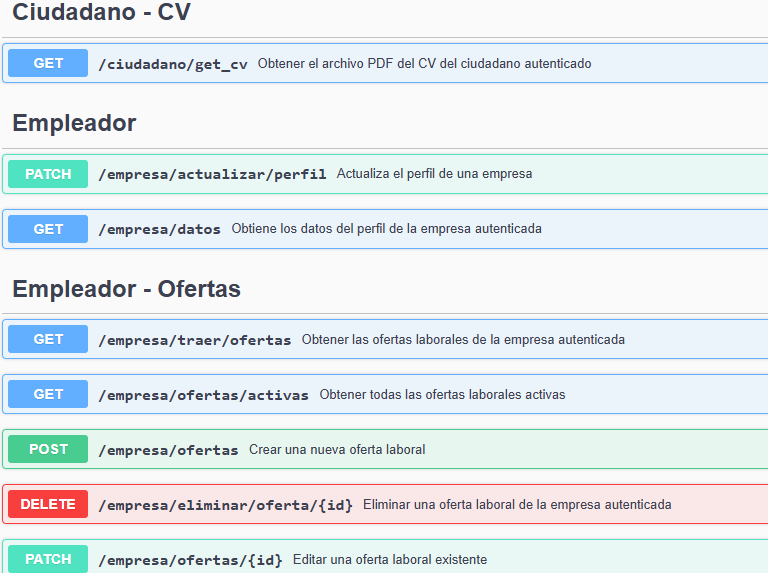 Ciudadano - CV
GET /ciudadano/get_cv Obtener el archivo PDF del CV del ciudadano autenticado
Empleador
PATCH /empresa/actualizar/perfil Actualiza el perfil de una empresa
GET /empresa/datos Obtiene los datos del perfil de la empresa autenticada
Empleador - Ofertas
GET /empresa/traer/ofertas Obtener las ofertas laborales de la empresa autenticada
GET /empresa/ofertas/activas Obtener todas las ofertas laborales activas
POST /empresa/ofertas Crear una nueva oferta laboral
DELETE /empresa/eliminar/oferta/{id} Eliminar una oferta laboral de la empresa autenticada
PATCH /empresa/ofertas/{id} Editar una oferta laboral existente